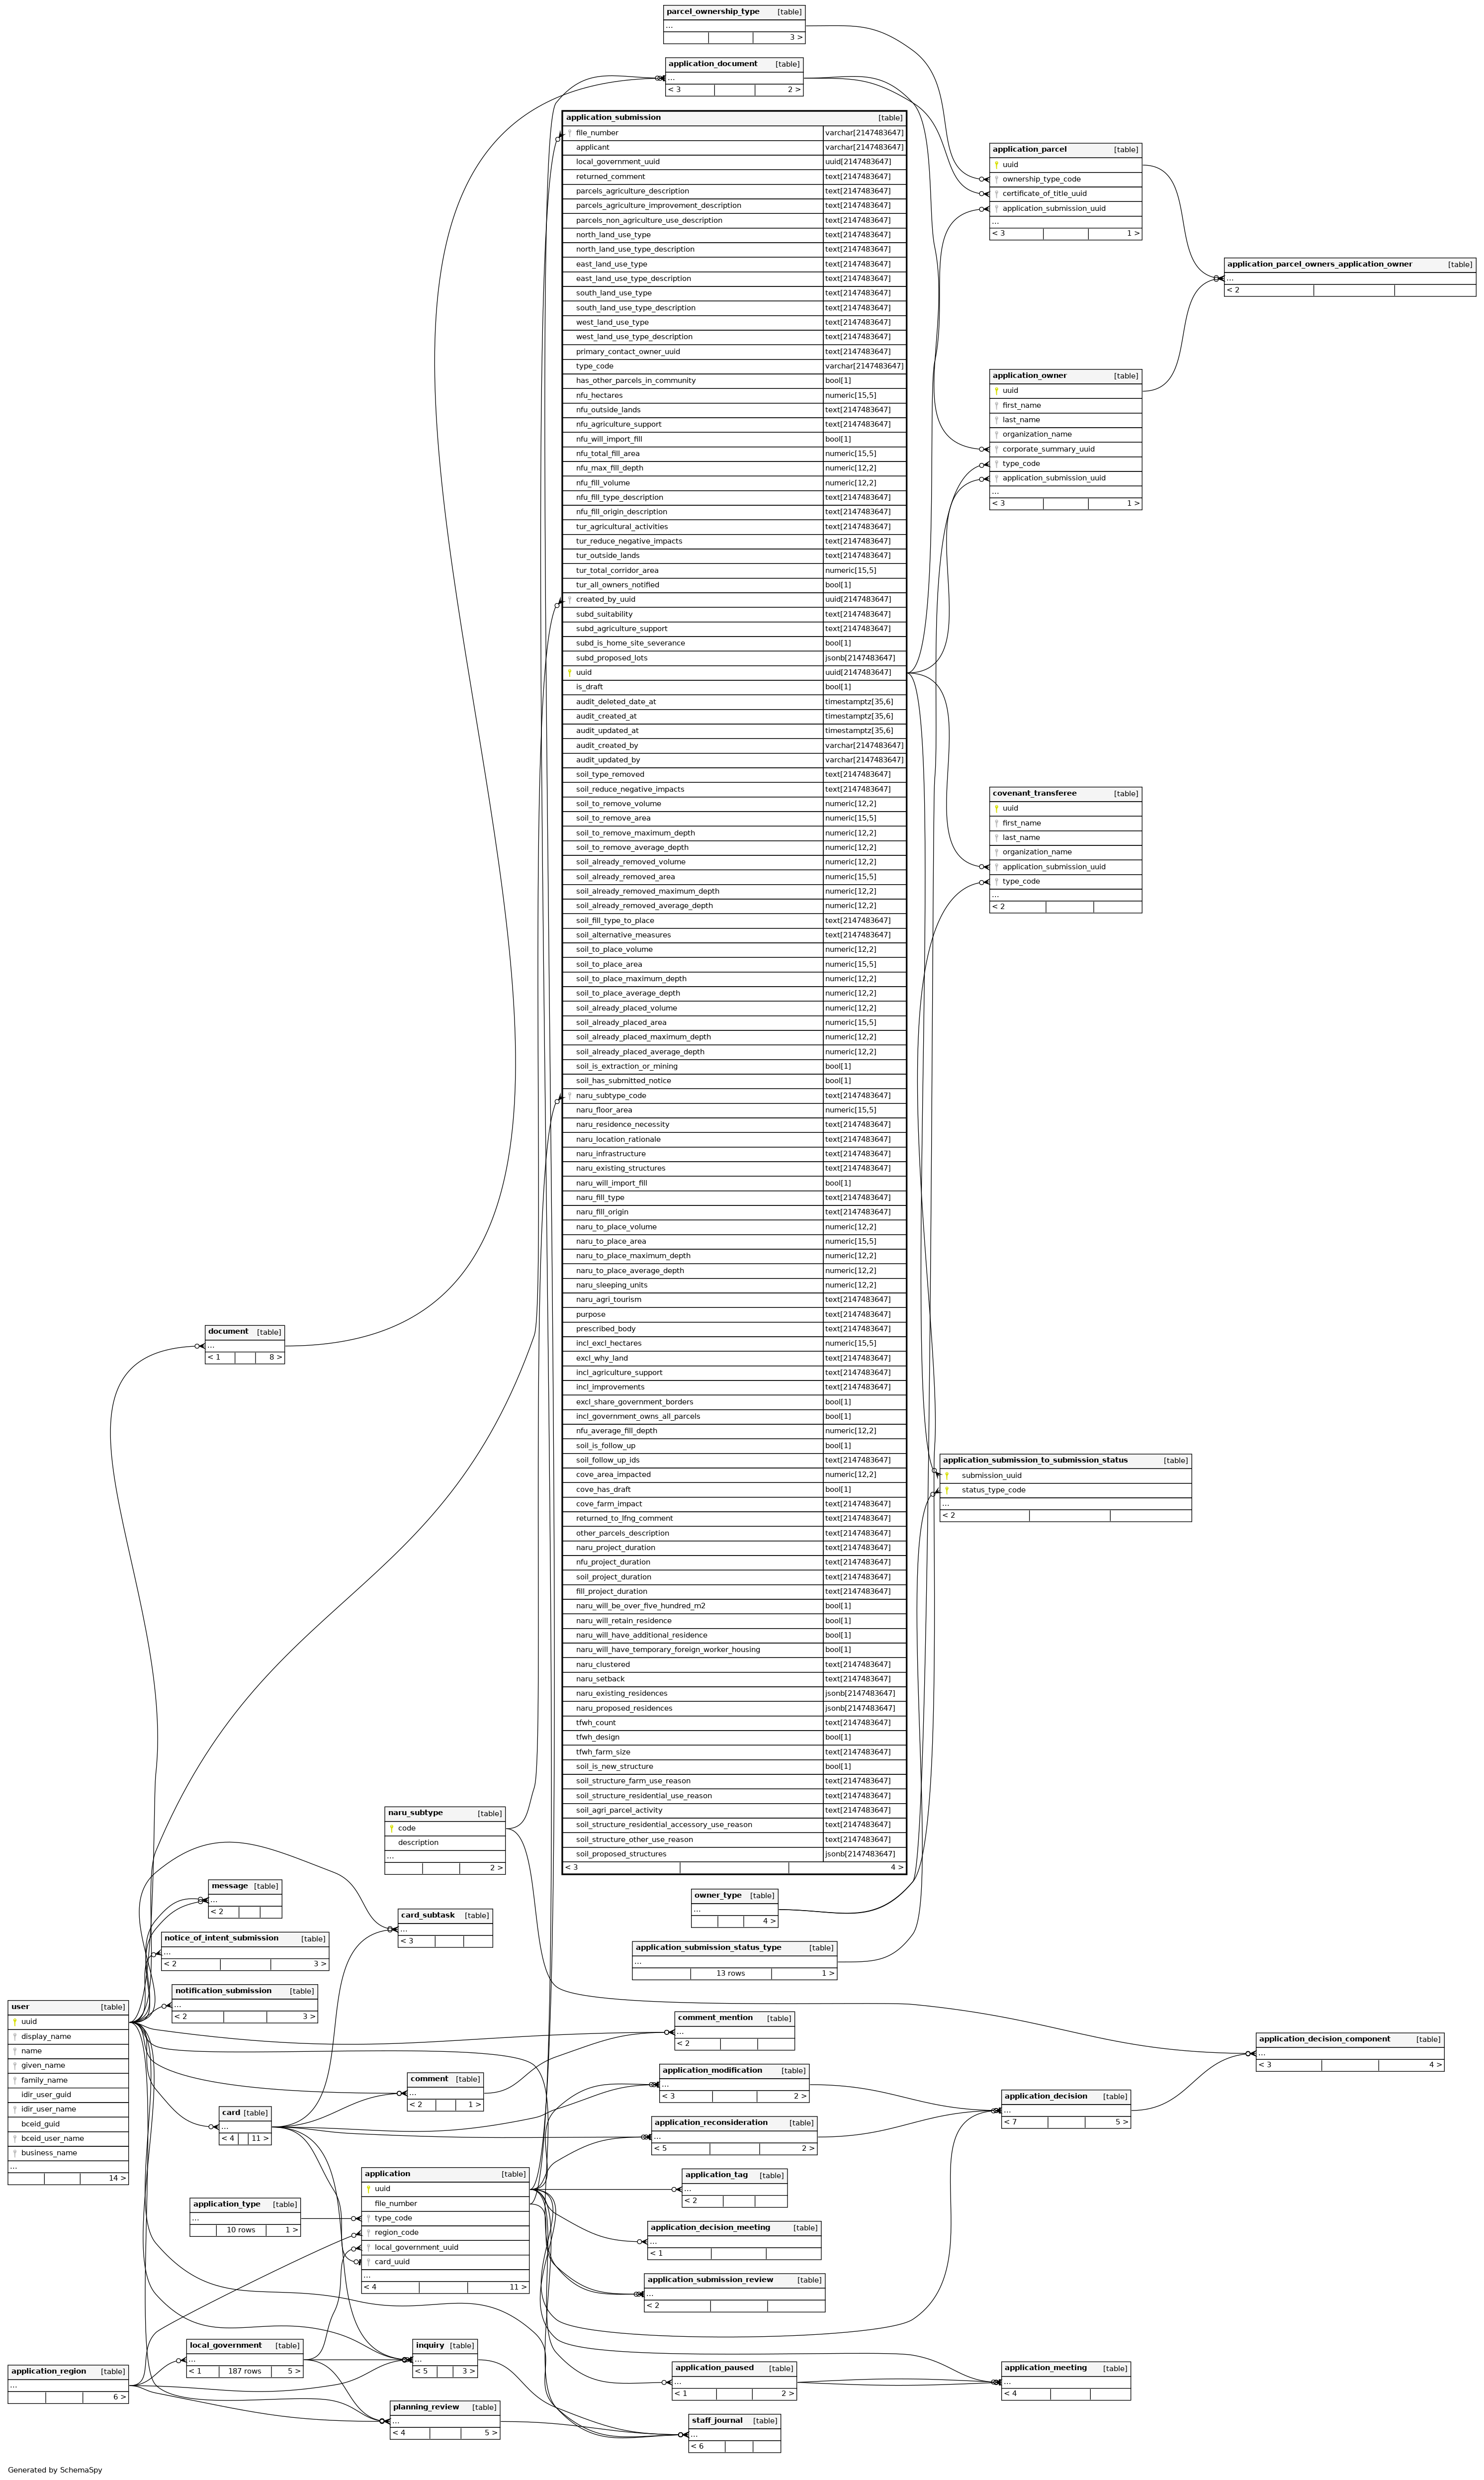 parcel_ownership_type [table]
...
3 >
application_document [table]
...
< 3 2 >
application_submission [table]
file_number varchar[2147483647]
applicant varchar[2147483647]
local_government_uuid uuid[2147483647]
returned_comment text[2147483647]
parcels_agriculture_description text[2147483647]
parcels_agriculture_improvement_description text[2147483647]
parcels_non_agriculture_use_description text[2147483647]
north_land_use_type text[2147483647]
north_land_use_type_description text[2147483647]
east_land_use_type text[2147483647]
east_land_use_type_description text[2147483647]
south_land_use_type text[2147483647]
south_land_use_type_description text[2147483647]
west_land_use_type text[2147483647]
west_land_use_type_description text[2147483647]
primary_contact_owner_uuid text[2147483647]
type_code varchar[2147483647]
has_other_parcels_in_community bool[1]
nfu_hectares numeric[15,5]
nfu_outside_lands text[2147483647]
nfu_agriculture_support text[2147483647]
nfu_will_import_fill bool[1]
nfu_total_fill_area numeric[15,5]
nfu_max_fill_depth numeric[12,2]
nfu_fill_volume numeric[12,2]
nfu_fill_type_description text[2147483647]
nfu_fill_origin_description text[2147483647]
tur_agricultural_activities text[2147483647]
tur_reduce_negative_impacts text[2147483647]
tur_outside_lands text[2147483647]
tur_total_corridor_area numeric[15,5]
tur_all_owners_notified bool[1]
created_by_uuid uuid[2147483647]
subd_suitability text[2147483647]
subd_agriculture_support text[2147483647]
subd_is_home_site_severance bool[1]
subd_proposed_lots jsonb[2147483647]
uuid uuid[2147483647]
is_draft bool[1]
audit_deleted_date_at timestamptz[35,6]
audit_created_at timestamptz[35,6]
audit_updated_at timestamptz[35,6]
audit_created_by varchar[2147483647]
audit_updated_by varchar[2147483647]
soil_type_removed text[2147483647]
soil_reduce_negative_impacts text[2147483647]
soil_to_remove_volume numeric[12,2]
soil_to_remove_area numeric[15,5]
soil_to_remove_maximum_depth numeric[12,2]
soil_to_remove_average_depth numeric[12,2]
soil_already_removed_volume numeric[12,2]
soil_already_removed_area numeric[15,5]
soil_already_removed_maximum_depth numeric[12,2]
soil_already_removed_average_depth numeric[12,2]
soil_fill_type_to_place text[2147483647]
soil_alternative_measures text[2147483647]
soil_to_place_volume numeric[12,2]
soil_to_place_area numeric[15,5]
soil_to_place_maximum_depth numeric[12,2]
soil_to_place_average_depth numeric[12,2]
soil_already_placed_volume numeric[12,2]
soil_already_placed_area numeric[15,5]
soil_already_placed_maximum_depth numeric[12,2]
soil_already_placed_average_depth numeric[12,2]
soil_is_extraction_or_mining bool[1]
soil_has_submitted_notice bool[1]
naru_subtype_code text[2147483647]
naru_floor_area numeric[15,5]
naru_residence_necessity text[2147483647]
naru_location_rationale text[2147483647]
naru_infrastructure text[2147483647]
naru_existing_structures text[2147483647]
naru_will_import_fill bool[1]
naru_fill_type text[2147483647]
naru_fill_origin text[2147483647]
naru_to_place_volume numeric[12,2]
naru_to_place_area numeric[15,5]
naru_to_place_maximum_depth numeric[12,2]
naru_to_place_average_depth numeric[12,2]
naru_sleeping_units numeric[12,2]
naru_agri_tourism text[2147483647]
purpose text[2147483647]
prescribed_body text[2147483647]
incl_excl_hectares numeric[15,5]
excl_why_land text[2147483647]
incl_agriculture_support text[2147483647]
incl_improvements text[2147483647]
excl_share_government_borders bool[1]
incl_government_owns_all_parcels bool[1]
nfu_average_fill_depth numeric[12,2]
soil_is_follow_up bool[1]
soil_follow_up_ids text[2147483647]
cove_area_impacted numeric[12,2]
cove_has_draft bool[1]
cove_farm_impact text[2147483647]
returned_to_lfng_comment text[2147483647]
other_parcels_description text[2147483647]
naru_project_duration text[2147483647]
nfu_project_duration text[2147483647]
soil_project_duration text[2147483647]
fill_project_duration text[2147483647]
naru_will_be_over_five_hundred_m2 bool[1]
naru_will_retain_residence bool[1]
naru_will_have_additional_residence bool[1]
naru_will_have_temporary_foreign_worker_housing bool[1]
naru_clustered text[2147483647]
naru_setback text[2147483647]
naru_existing_residences jsonb[2147483647]
naru_proposed_residences jsonb[2147483647]
tfwh_count text[2147483647]
tfwh_design bool[1]
tfwh_farm_size text[2147483647]
soil_is_new_structure bool[1]
soil_structure_farm_use_reason text[2147483647]
soil_structure_residential_use_reason text[2147483647]
soil_agri_parcel_activity text[2147483647]
soil_structure_residential_accessory_use_reason text[2147483647]
soil_structure_other_use_reason text[2147483647]
soil_proposed_structures jsonb[2147483647]
< 3 4 >
application_parcel [table]
uuid
ownership_type_code
certificate_of_title_uuid
application_submission_uuid
...
< 3 1 >
application_parcel_owners_application_owner [table]
...
< 2
application_owner [table]
uuid
first_name
last_name
organization_name
corporate_summary_uuid
type_code
application_submission_uuid
...
< 3 1 >
covenant_transferee [table]
uuid
first_name
last_name
organization_name
application_submission_uuid
type_code
...
< 2
document [table]
...
< 1 8 >
application_submission_to_submission_status [table]
submission_uuid
status_type_code
...
< 2
naru_subtype [table]
code
description
...
2 >
message [table]
...
< 2
card_subtask [table]
...
< 3
owner_type [table]
...
4 >
notice_of_intent_submission [table]
...
< 2 3 >
application_submission_status_type [table]
...
13 rows 1 >
notification_submission [table]
...
< 2 3 >
user [table]
uuid
display_name
name
given_name
family_name
idir_user_guid
idir_user_name
bceid_guid
bceid_user_name
business_name
...
14 >
comment_mention [table]
...
< 2
application_decision_component [table]
...
< 3 4 >
comment [table]
...
< 2 1 >
application_modification [table]
...
< 3 2 >
application_decision [table]
...
< 7 5 >
card [table]
...
< 4 11 >
application_reconsideration [table]
...
< 5 2 >
application [table]
uuid
file_number
type_code
region_code
local_government_uuid
card_uuid
...
< 4 11 >
application_tag [table]
...
< 2
application_type [table]
...
10 rows 1 >
application_decision_meeting [table]
...
< 1
application_submission_review [table]
...
< 2
local_government [table]
...
< 1 187 rows 5 >
inquiry [table]
...
< 5 3 >
application_region [table]
...
6 >
application_paused [table]
...
< 1 2 >
application_meeting [table]
...
< 4
planning_review [table]
...
< 4 5 >
staff_journal [table]
...
< 6
Generated by SchemaSpy